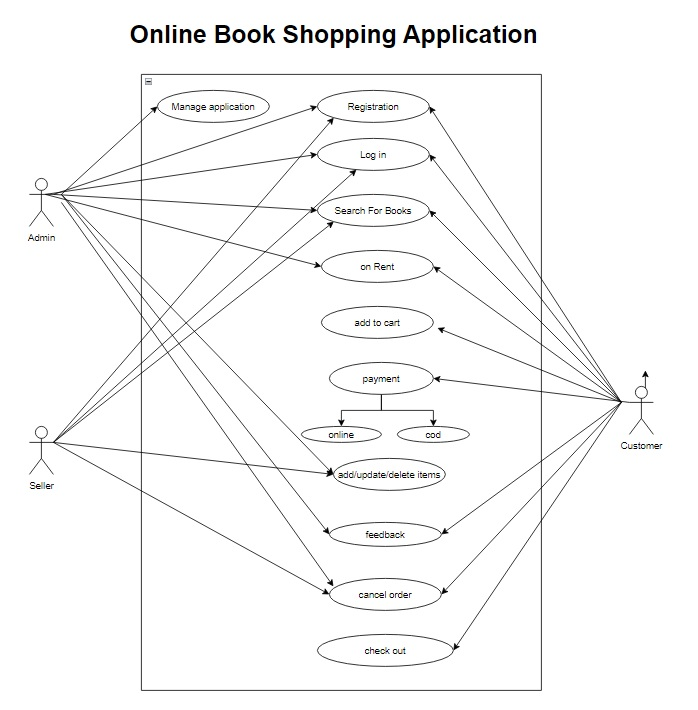 Online Book Shopping Application
Manage application
Registration
Log in
Search For Books
on Rent
add to cart
payment
online
cod
add/update/delete items
feedback
cancel order
check out
Admin
Seller
Customer